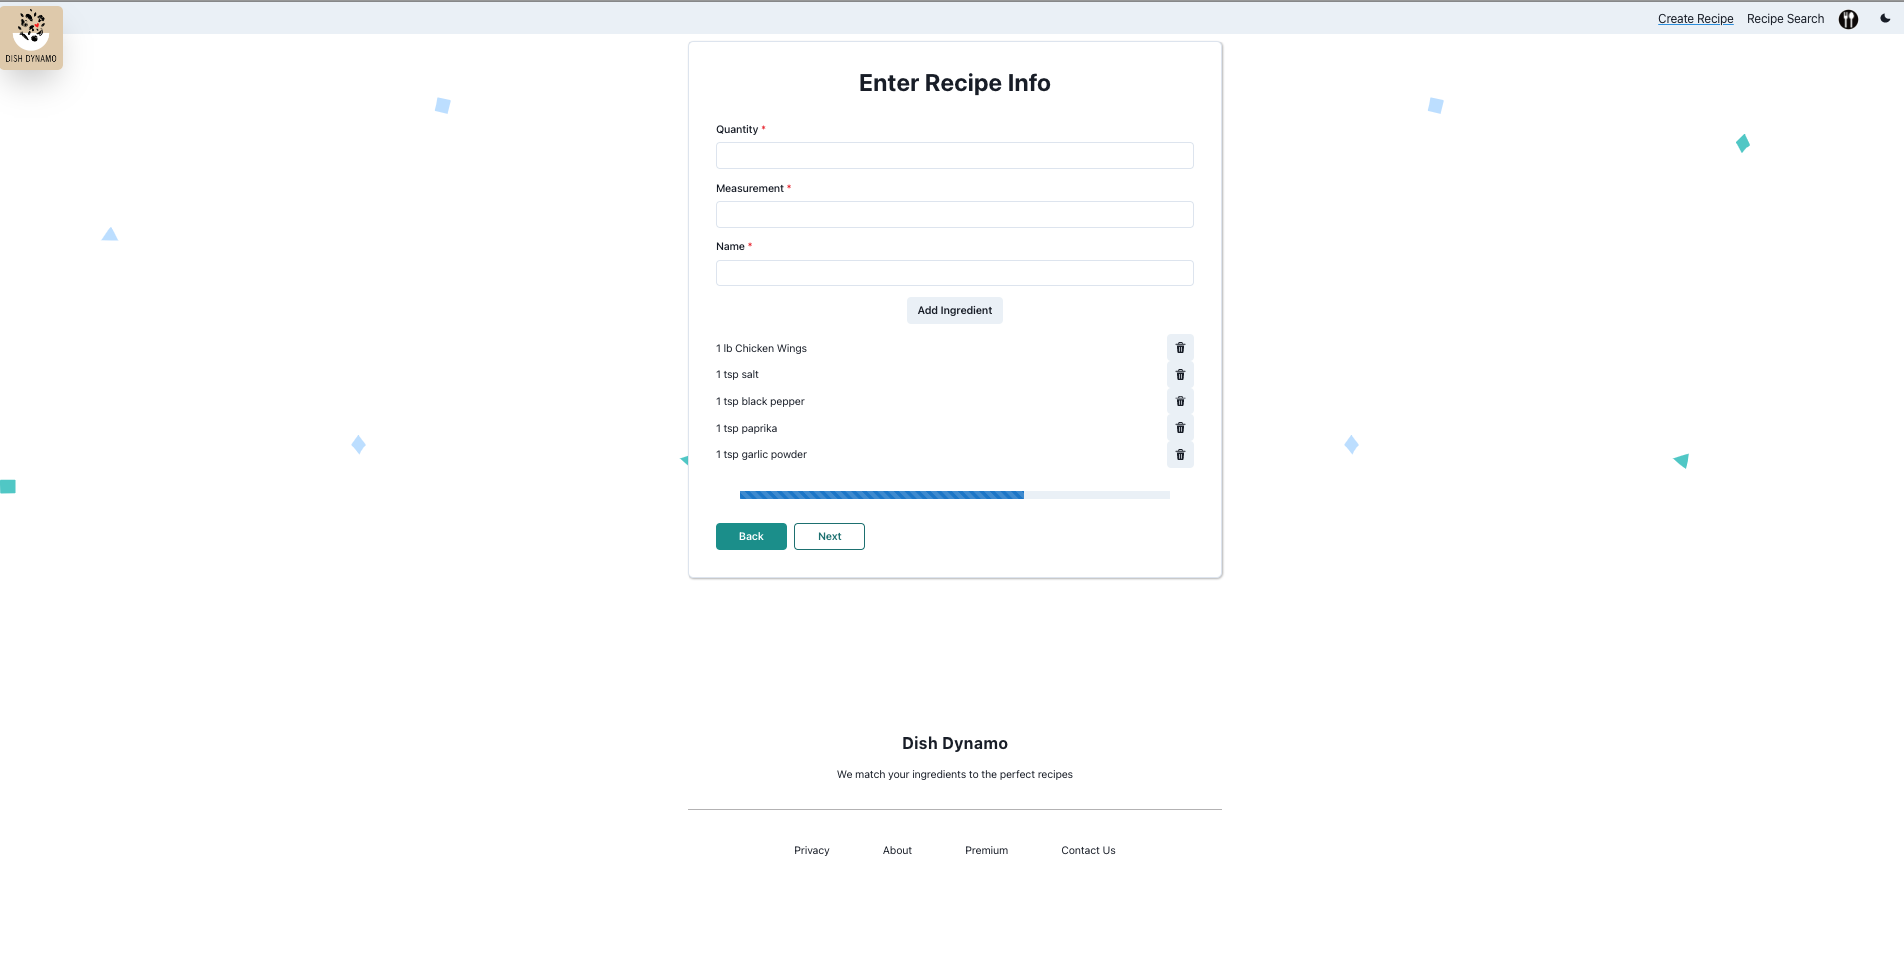 Create Recipe Recipe Search
DISH DYNAMO
Enter Recipe Info
Quantity *
Measurement *
Name *
Add Ingredient
1 lb Chicken Wings
1 tsp salt
1 tsp black pepper
1 tsp paprika
1 tsp garlic powder
Back Next
Dish Dynamo
We match your ingredients to the perfect recipes
Privacy About Premium Contact Us